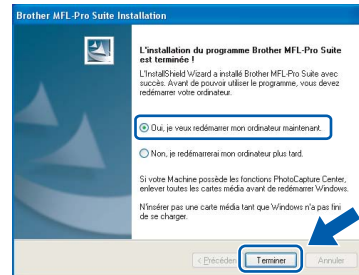 Brother MFL-Pro Suite Installation
L'installation du programme Brother MFL-Pro Suite
est terminée !
L'InstallShield Wizard a installé Brother MFL-Pro Suite avec
succès. Avant de pouvoir utiliser le programme, vous devez
redémarrer votre ordinateur.
Oui, je veux redémarrer mon ordinateur maintenant.
Non, je redémarrerai mon ordinateur plus tard.
Si votre Machine possède les fonctions PhotoCapture Center,
enlever toutes les cartes média avant de redémarrer Windows.
N'insérer pas une carte média tant que Windows n'a pas fini
de se charger.
< Précéden
Terminer
Annuler